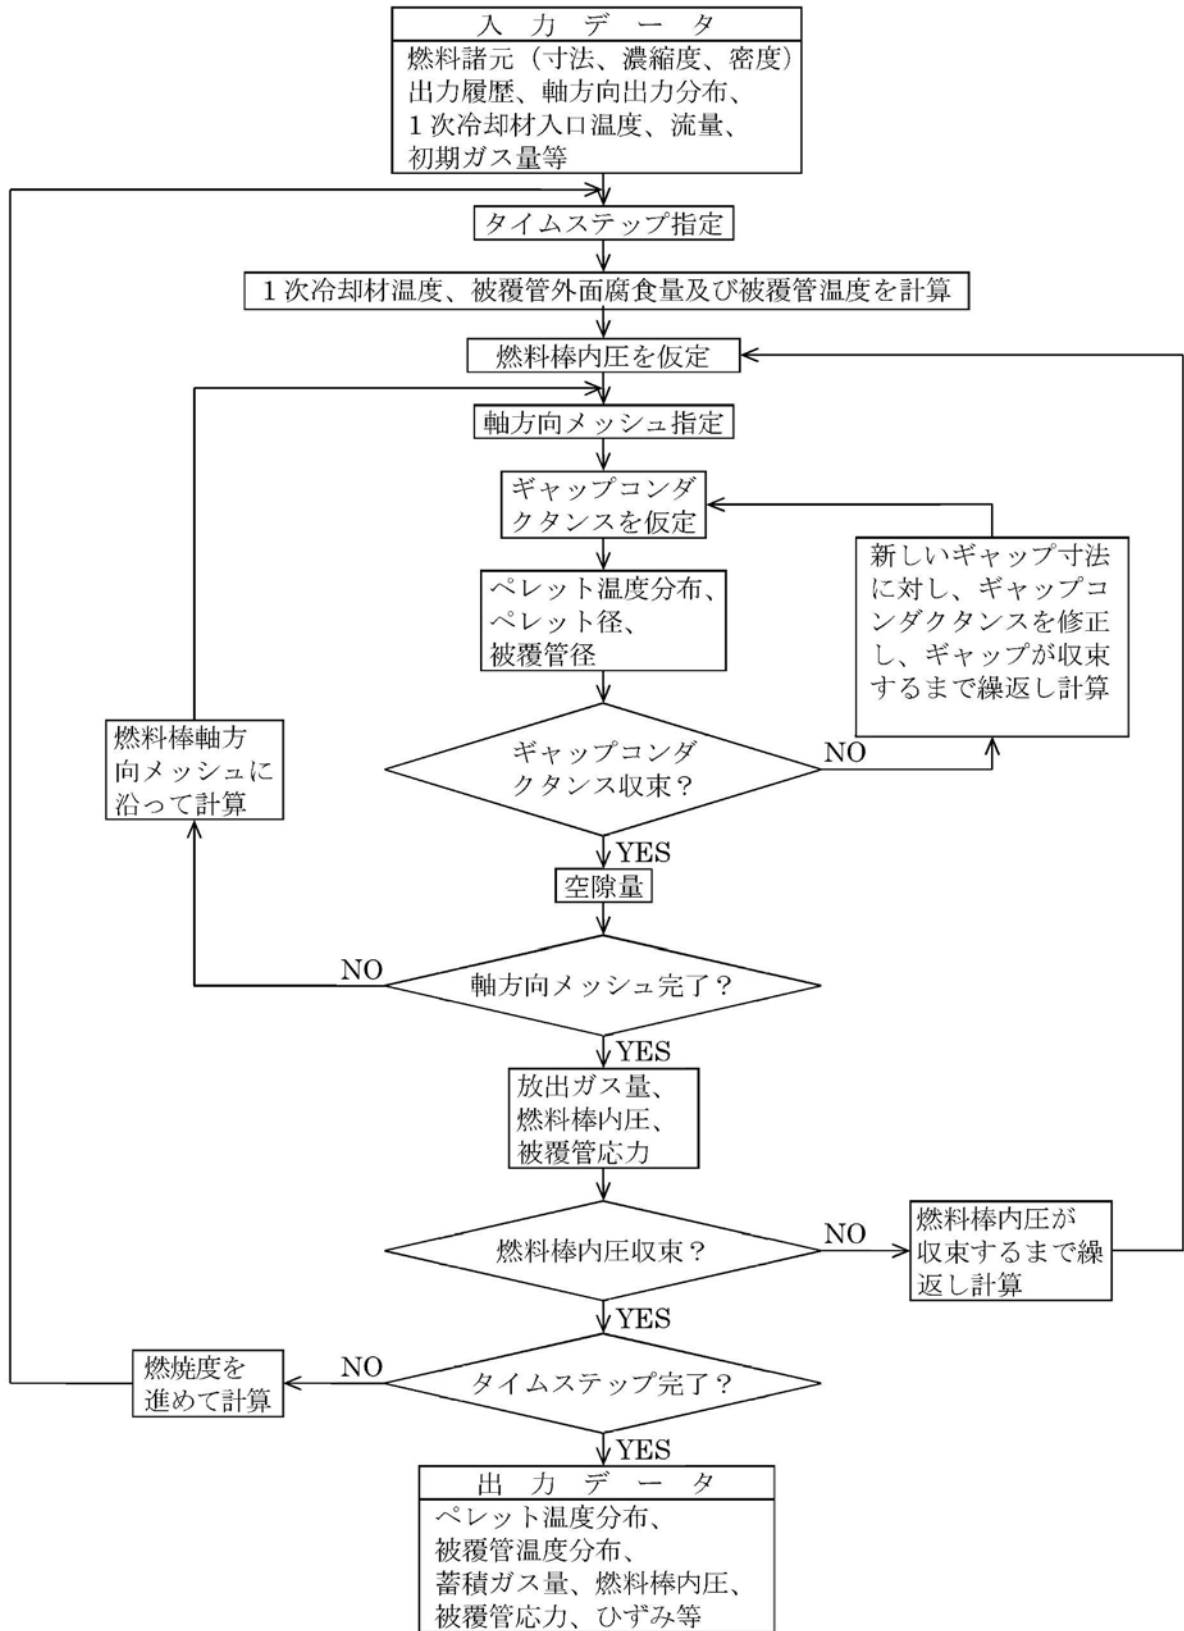 入力データ
燃料諸元(寸法、濃縮度、密度)
出力履歴、軸方向出力分布、
1次冷却材入口温度、流量、
初期ガス量等
タイムステップ指定
1次冷却材温度、被覆管外面腐食量及び被覆管温度を計算
燃料棒内圧を仮定
軸方向メッシュ指定
ギャップコンダ
クタンスを仮定
新しいギャップ寸法
に対し、ギャップコ
ンダクタンスを修正
し、ギャップが収束
するまで繰返し計算
ペレット温度分布、
ペレット径、
被覆管径
燃料棒軸方
向メッシュに
沿って計算
ギャップコンダ
クタンス収束?
NO
YES
空隙量
軸方向メッシュ完了?
NO
YES
放出ガス量、
燃料棒内圧、
被覆管応力
燃料棒内圧収束?
NO
燃料棒内圧が
収束するまで繰
返し計算
YES
タイムステップ完了?
NO
燃焼度を
進めて計算
YES
出力データ
ペレット温度分布、
被覆管温度分布、
蓄積ガス量、燃料棒内圧、
被覆管応力、ひずみ等